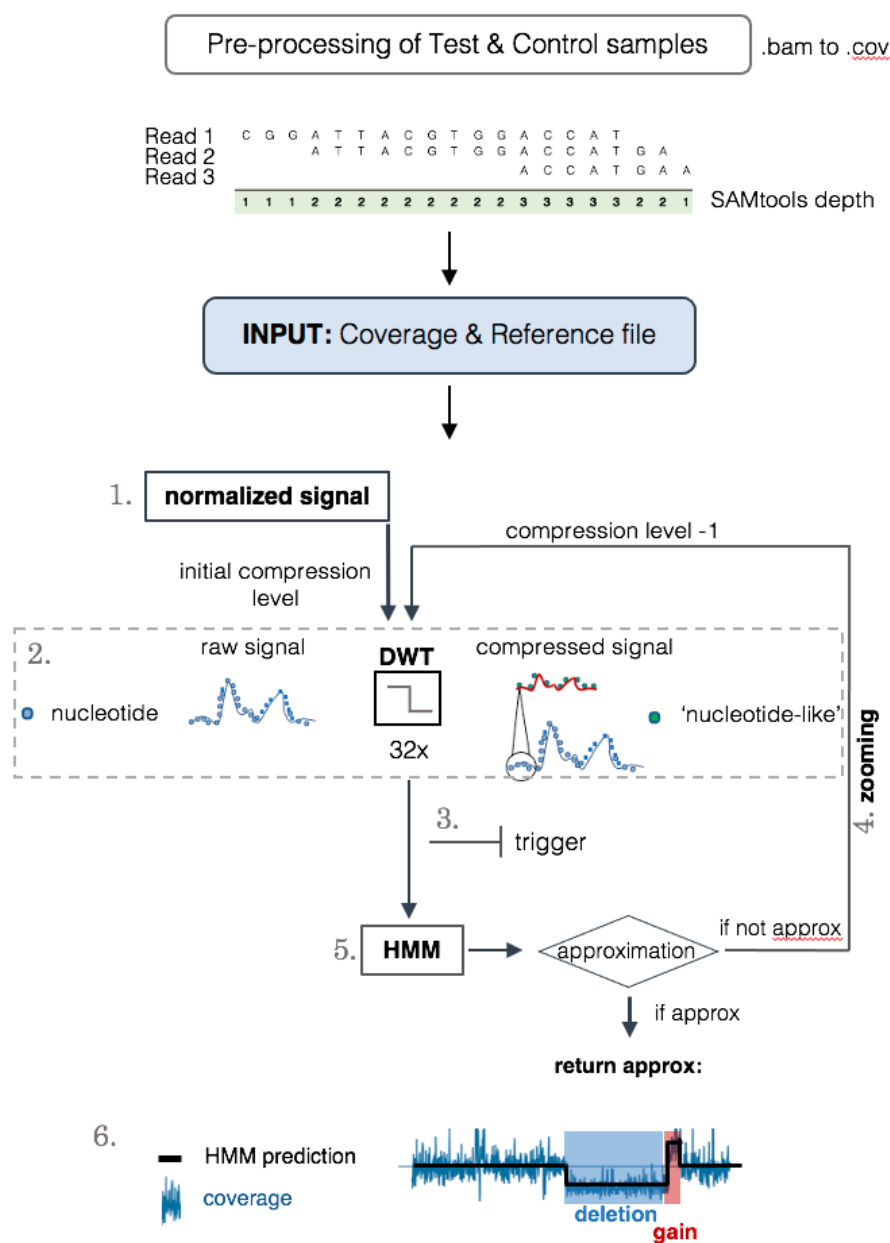 Pre-processing of Test & Control samples
.bam to .cov
Read 1 C G G A T T A C G T G G A C C A T
Read 2 A T T A C G T G G A C C A T G A
Read 3 A C C A T G A A
1 1 1 2 2 2 2 2 2 2 2 2 3 3 3 3 3 2 2 1 SAMtools depth
INPUT: Coverage & Reference file
1. normalized signal
compression level -1
initial compression
level
2. raw signal DWT compressed signal
nucleotide
'nucleotide-like'
32x
4. zooming
3. trigger
5. HMM
approximation
if not approx
if approx
return approx:
6.
HMM prediction
coverage
deletion
gain